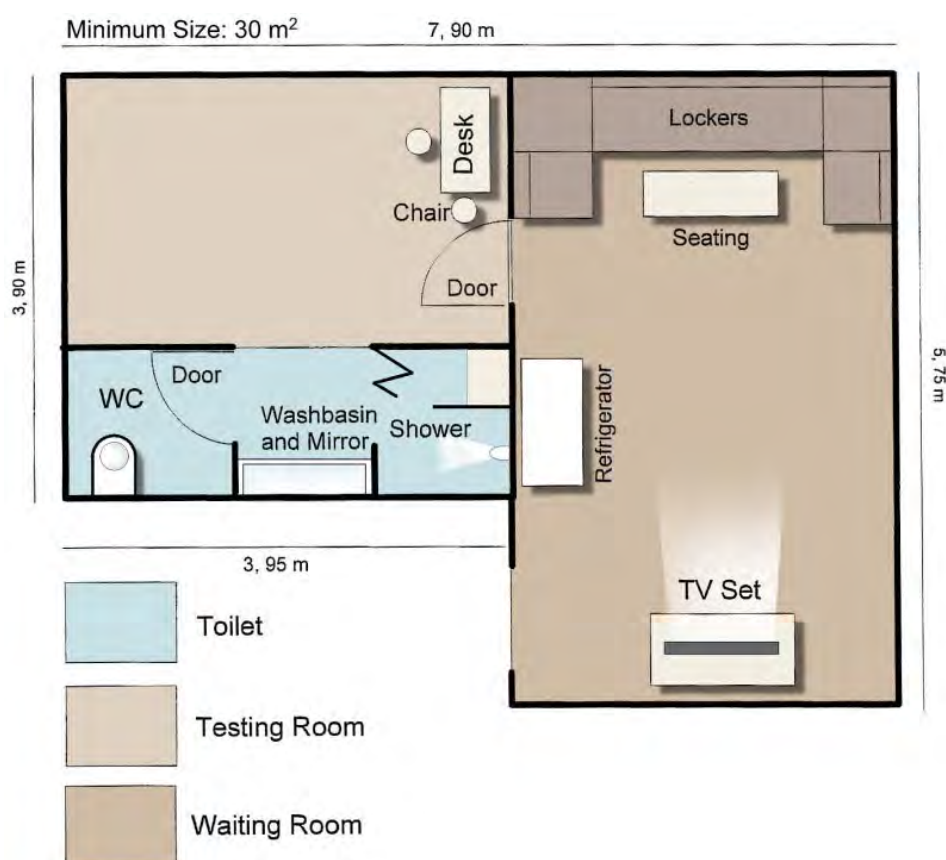 Minimum Size: 30 m²
7, 90 m
Lockers
Desk
Chair
Seating
Door
3, 90 m
5, 75 m
Door
WC
Washbasin
and Mirror
Shower
Refrigerator
3, 95 m
TV Set
Toilet
Testing Room
Waiting Room